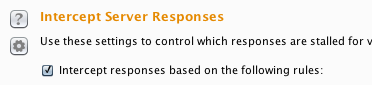 Intercept Server Responses
Use these settings to control which responses are stalled for v
Intercept responses based on the following rules: